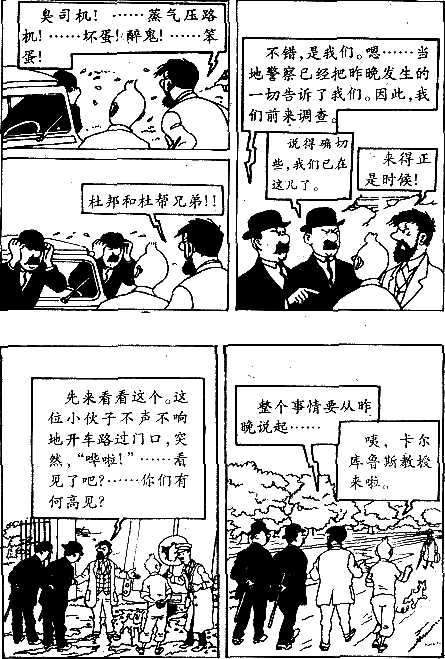 臭司机！……蒸气压路
机！……坏蛋！醉鬼！……笨
蛋！
杜邦和杜帮兄弟！！
不错，是我们。嗯……当
地警察已经把昨晚发生的
一切告诉了我们。因此，我
们前来调查。
说得确切
些，我们已在
这儿了。
来得正
是时候！
先来看看这个。这
位小伙子不声不响
地开车路过门口，突
然，“哗啦！”……看
见了吧？……你们有
何高见？
整个事情要从昨
晚说起……
咦，卡尔
库鲁斯教授
来啦。